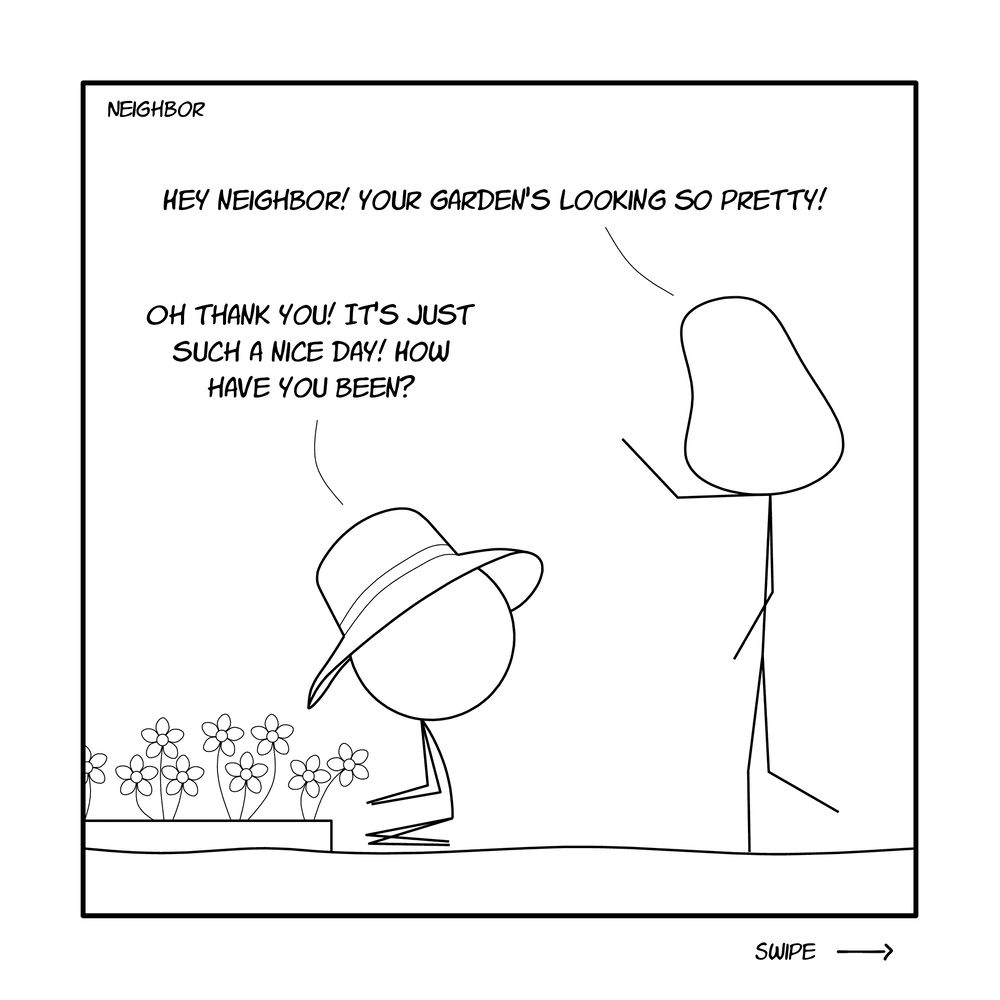 NEIGHBOR
HEY NEIGHBOR! YOUR GARDEN'S LOOKING SO PRETTY!
OH THANK YOU! IT'S JUST
SUCH A NICE DAY! HOW
HAVE YOU BEEN?
SWIPE